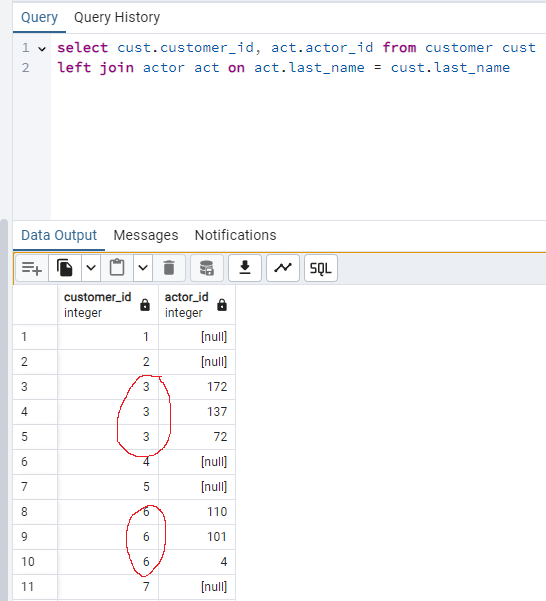 Query Query History
1 select cust.customer_id, act.actor_id from customer cust
2 left join actor act on act.last_name = cust.last_name
Data Output Messages Notifications
SQL
customer_id actor_id
integer integer
1 1 [null]
2 2 [null]
3 3 172
4 3 137
5 3 72
6 4 [null]
7 5 [null]
8 6 110
9 6 101
10 6 4
11 7 [null]